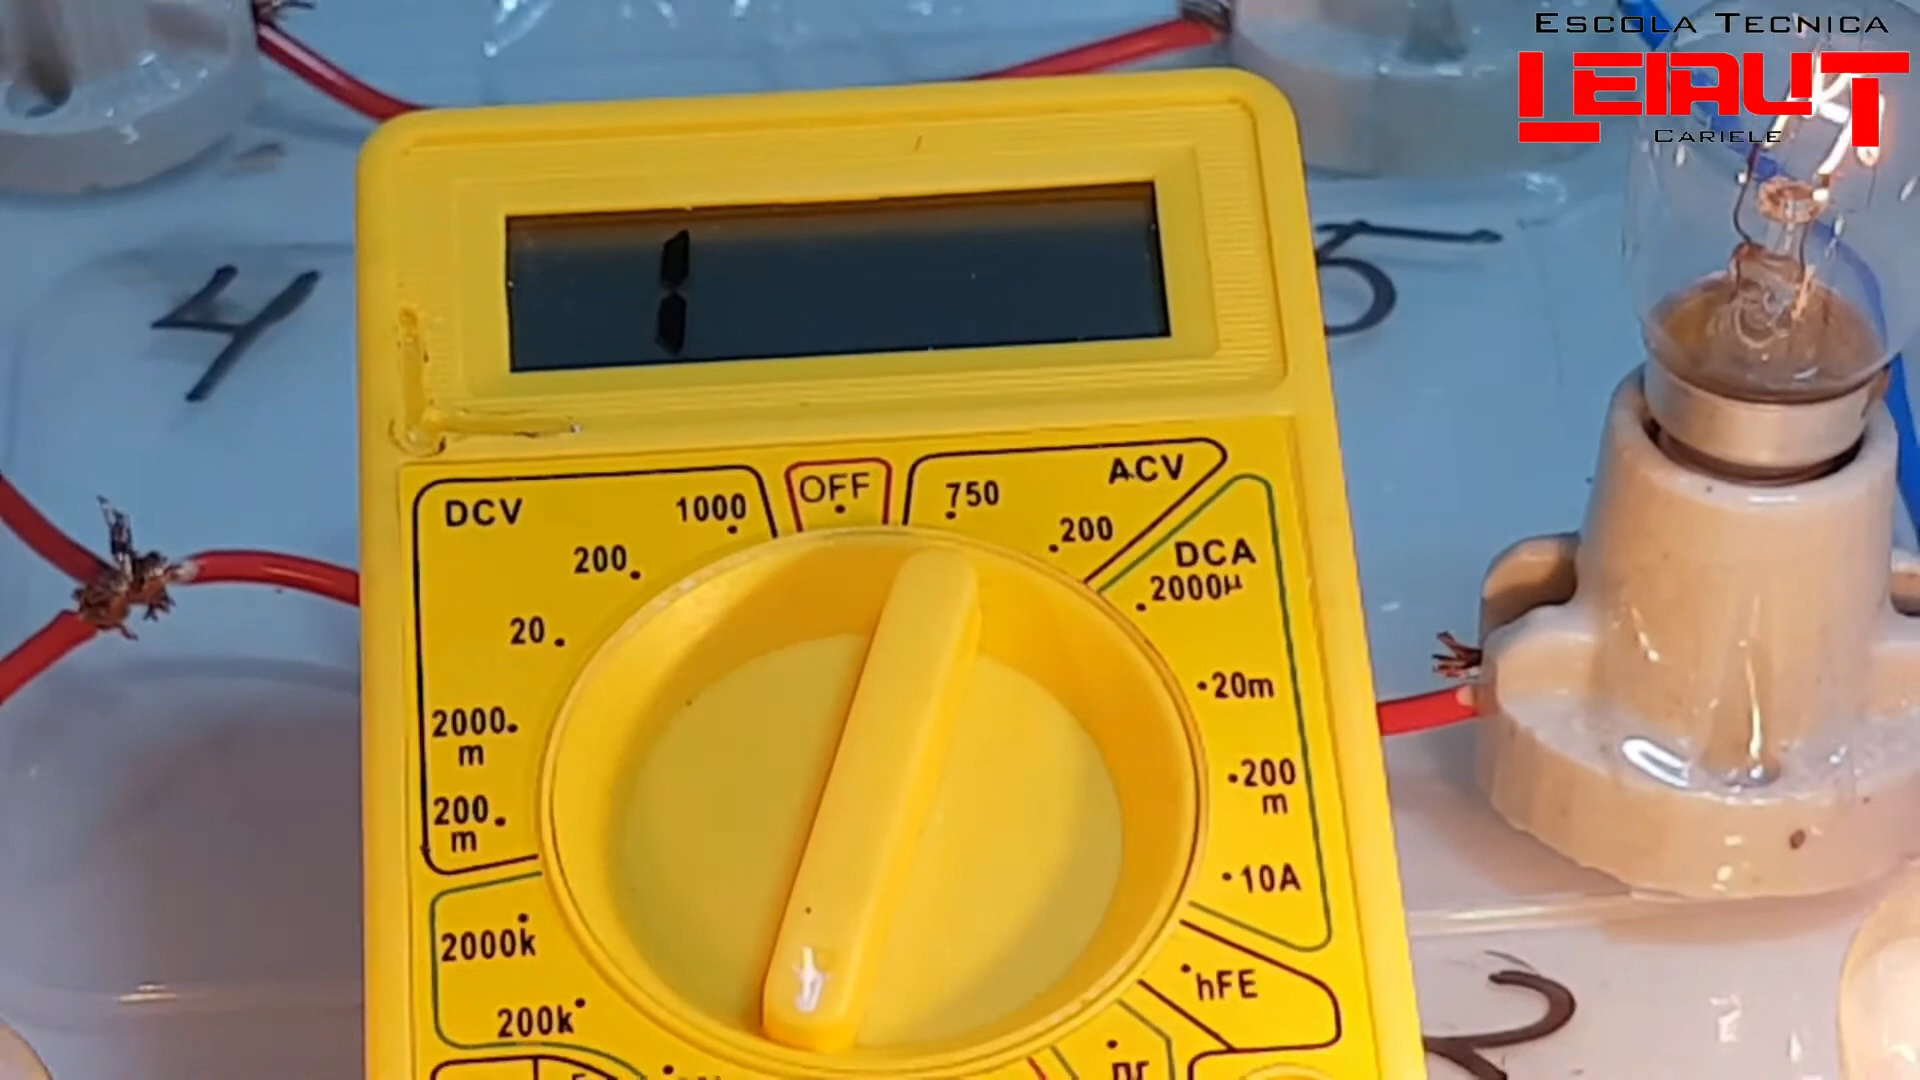 ESCOLA TECNICA
LEIAUT
CARIELE
1
4
5
DCV
1000
OFF
750
ACV
200
200
DCA
2000µ
20
20m
2000
m
200
m
200
m
10A
2000k
hFE
200k
2